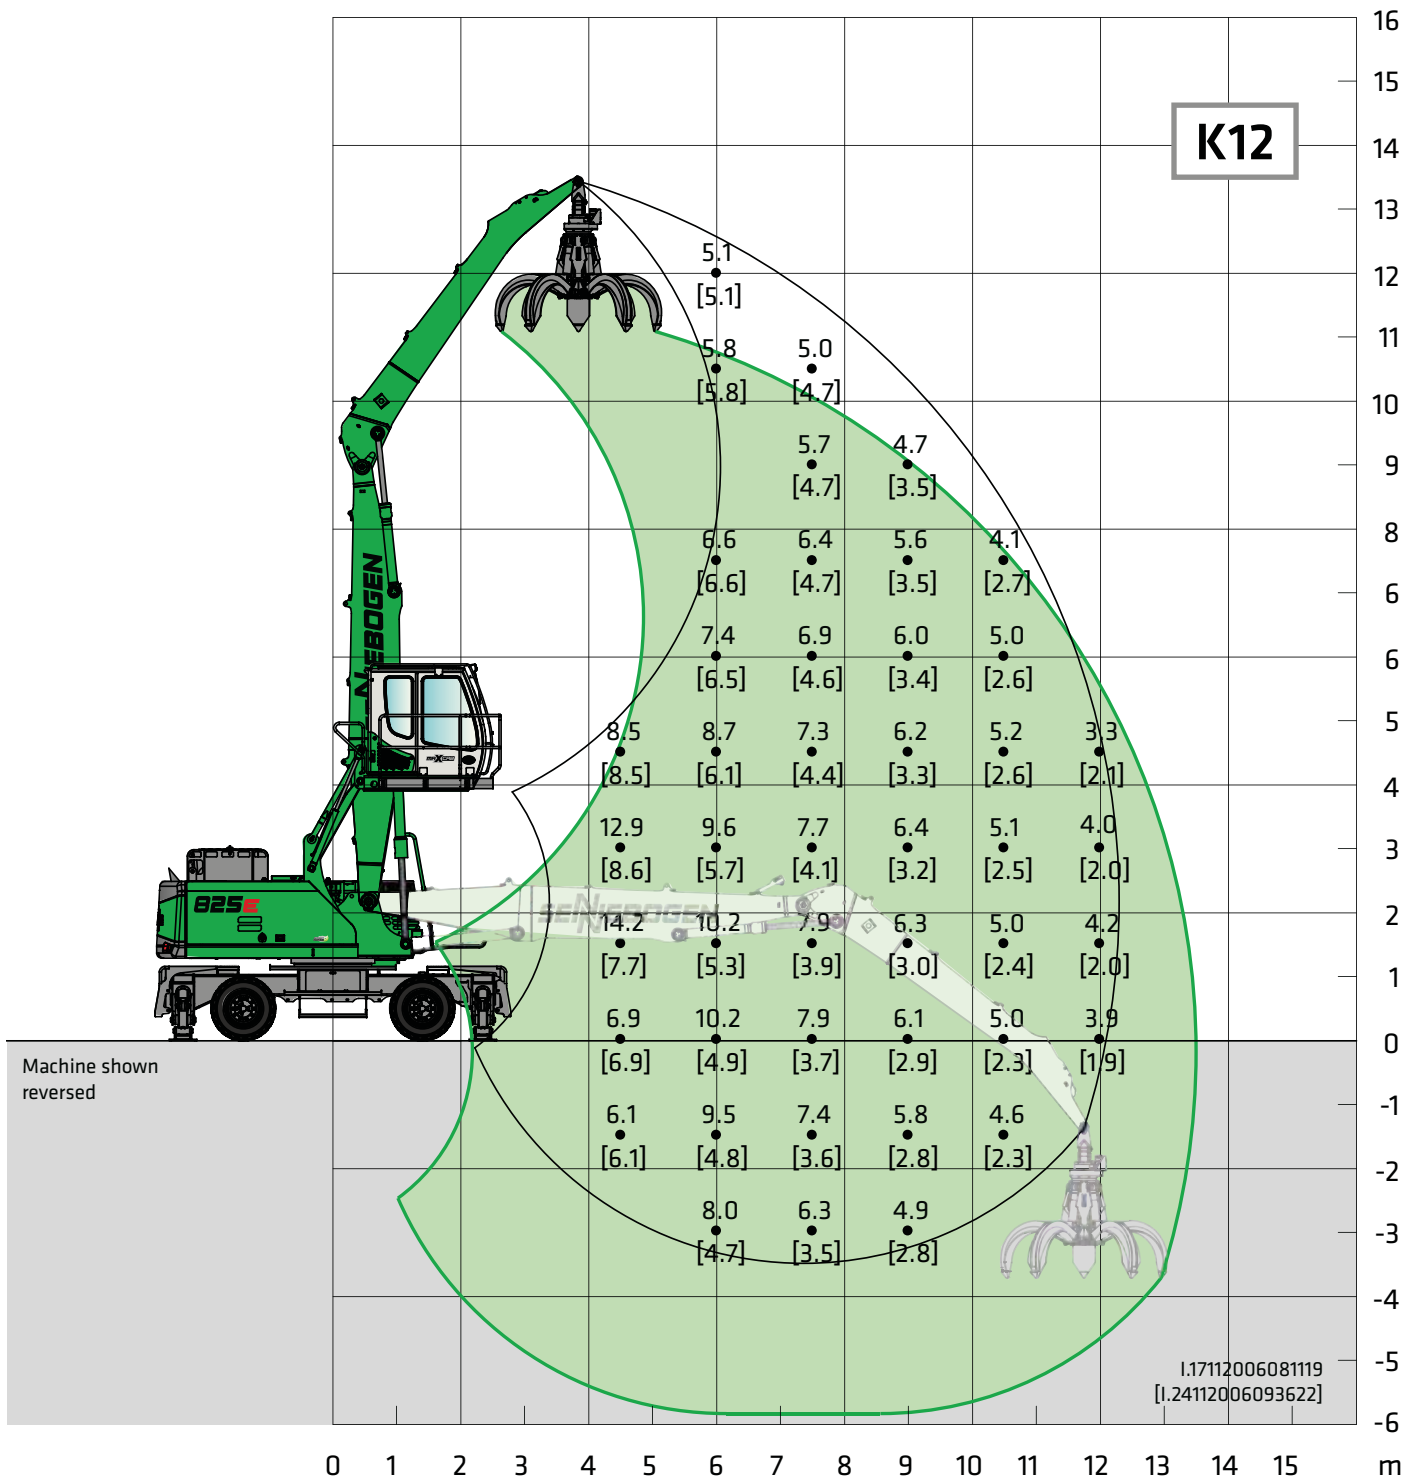 16
15
K12
14
13
5.1
12
[5.1]
11
5.8 5.0
[5.8] [4.7]
10
5.7 4.7
9
[4.7] [3.5]
8
6.6 6.4 5.6 4.1
[6.6] [4.7] [3.5] [2.7]
6
7.4 6.9 6.0 5.0
6
[6.5] [4.6] [3.4] [2.6]
5
8.5 8.7 7.3 6.2 5.2 3.3
[8.5] [6.1] [4.4] [3.3] [2.6] [2.1]
4
12.9 9.6 7.7 6.4 5.1 4.0
3
[8.6] [5.7] [4.1] [3.2] [2.5] [2.0]
825E
SENNEBOGEN
2
14.2 10.2 7.9 6.3 5.0 4.2
[7.7] [5.3] [3.9] [3.0] [2.4] [2.0]
1
6.9 10.2 7.9 6.1 5.0 3.9
0
[6.9] [4.9] [3.7] [2.9] [2.3] [1.9]
Machine shown
reversed
-1
6.1 9.5 7.4 5.8 4.6
[6.1] [4.8] [3.6] [2.8] [2.3]
-2
8.0 6.3 4.9
-3
[4.7] [3.5] [2.8]
-4
I.17112006081119
-5
[I.24112006093622]
-6
0 1 2 3 4 5 6 7 8 9 10 11 12 13 14 15 m